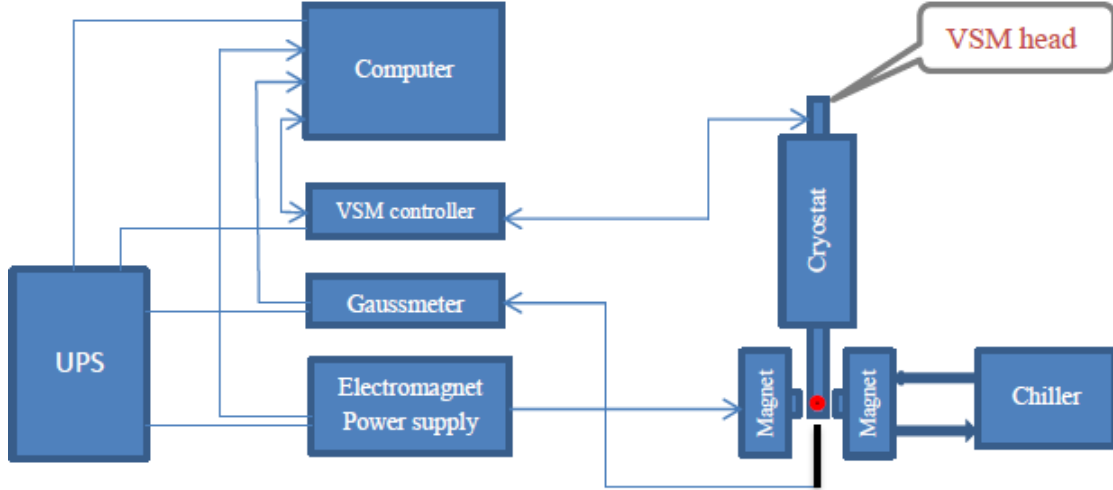 VSM head
Computer
Cryostat
VSM controller
Gaussmeter
UPS
Electromagnet
Power supply
Magnet
Magnet
Chiller